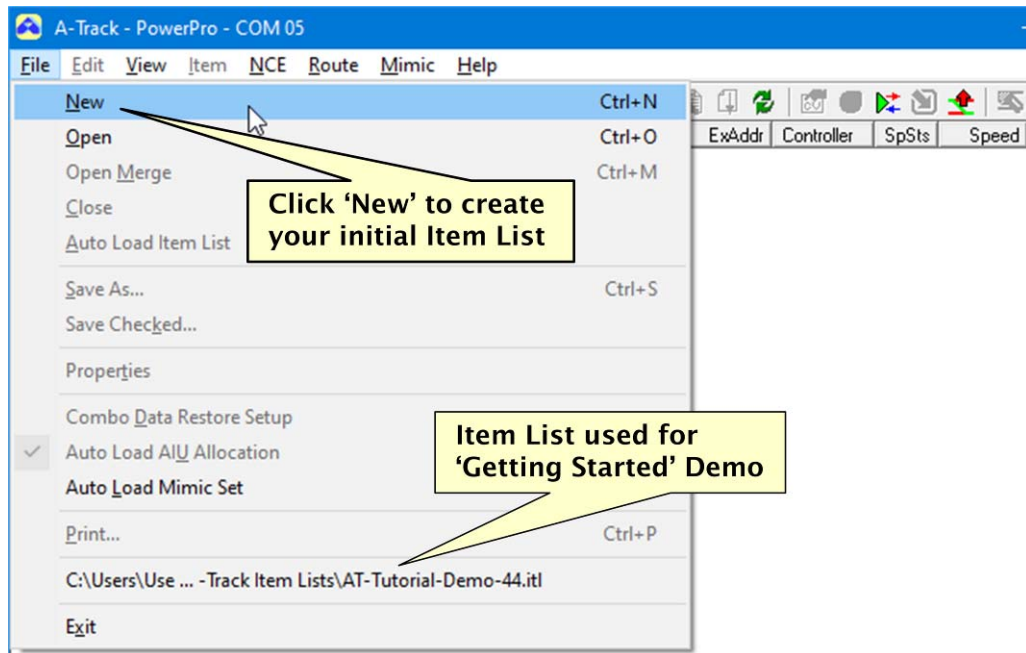 A-Track - PowerPro - COM 05
File Edit View Item NCE Route Mimic Help
New Ctrl+N
Open Ctrl+O
ExAddr Controller SpSts Speed
Open Merge Ctrl+M
Close
Auto Load Item List
Click ‘New’ to create
your initial Item List
Save As... Ctrl+S
Save Checked...
Properties
Combo Data Restore Setup
Auto Load AIU Allocation
Auto Load Mimic Set
Item List used for
‘Getting Started’ Demo
Print... Ctrl+P
C:\Users\Use ... -Track Item Lists\AT-Tutorial-Demo-44.itl
Exit